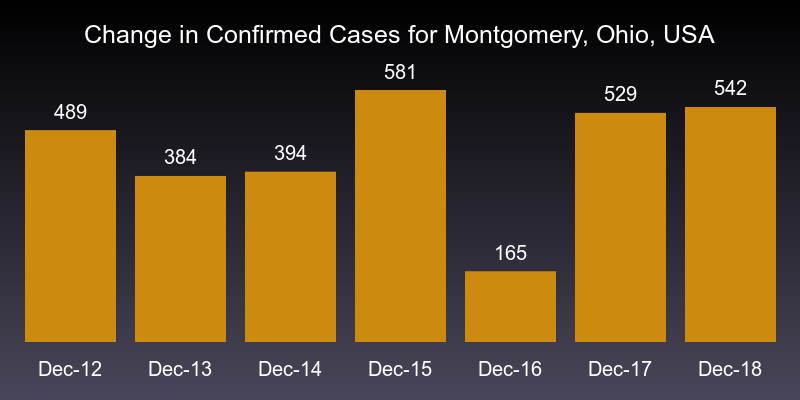 Change in Confirmed Cases for Montgomery, Ohio, USA
489
384
394
581
165
529
542
Dec-12
Dec-13
Dec-14
Dec-15
Dec-16
Dec-17
Dec-18